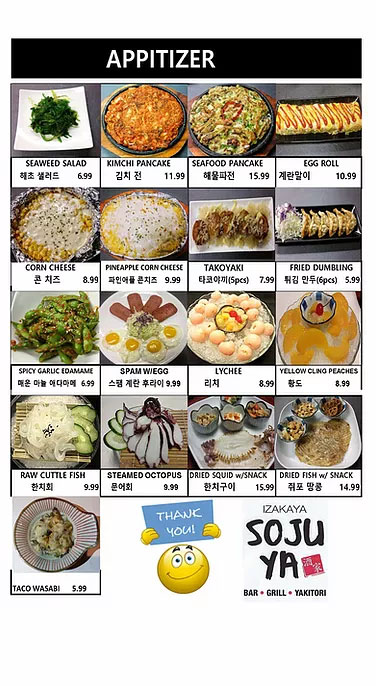 APPITIZER
SEAWEED SALAD
해초 샐러드 6.99
KIMCHI PANCAKE
김치 전 11.99
SEAFOOD PANCAKE
해물파전 15.99
EGG ROLL
계란말이 10.99
CORN CHEESE
콘 치즈 8.99
PINEAPPLE CORN CHEESE
파인애플 콘치즈 9.99
TAKOYAKI
타코야끼(5pcs) 7.99
FRIED DUMBLING
튀김 만두(6pcs) 5.99
SPICY GARLIC EDAMAME
매운 마늘 에다마메 6.99
SPAM W/EGG
스팸 계란 후라이 9.99
LYCHEE
리치 8.99
YELLOW CLING PEACHES
황도 8.99
RAW CUTTLE FISH
한치회 9.99
STEAMED OCTOPUS
문어회 9.99
DRIED SQUID w/SNACK
한치구이 15.99
DRIED FISH w/ SNACK
쥐포 땅콩 14.99
TACO WASABI 5.99
THANK
YOU!
IZAKAYA
SOJU
YA
酒家
BAR • GRILL • YAKITORI